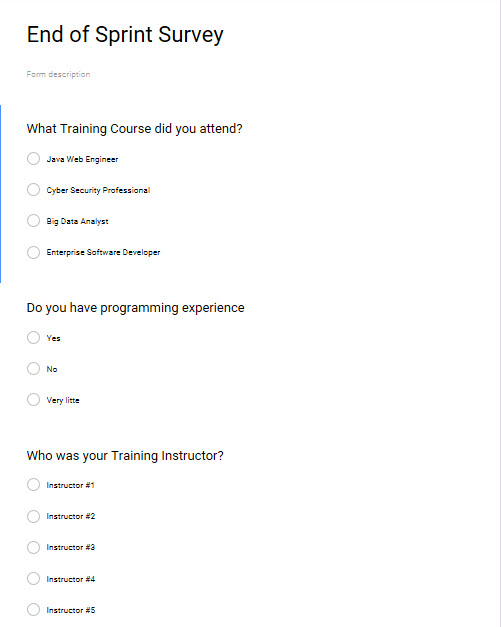 End of Sprint Survey
Form description
What Training Course did you attend?
Java Web Engineer
Cyber Security Professional
Big Data Analyst
Enterprise Software Developer
Do you have programming experience
Yes
No
Very litte
Who was your Training Instructor?
Instructor #1
Instructor #2
Instructor #3
Instructor #4
Instructor #5